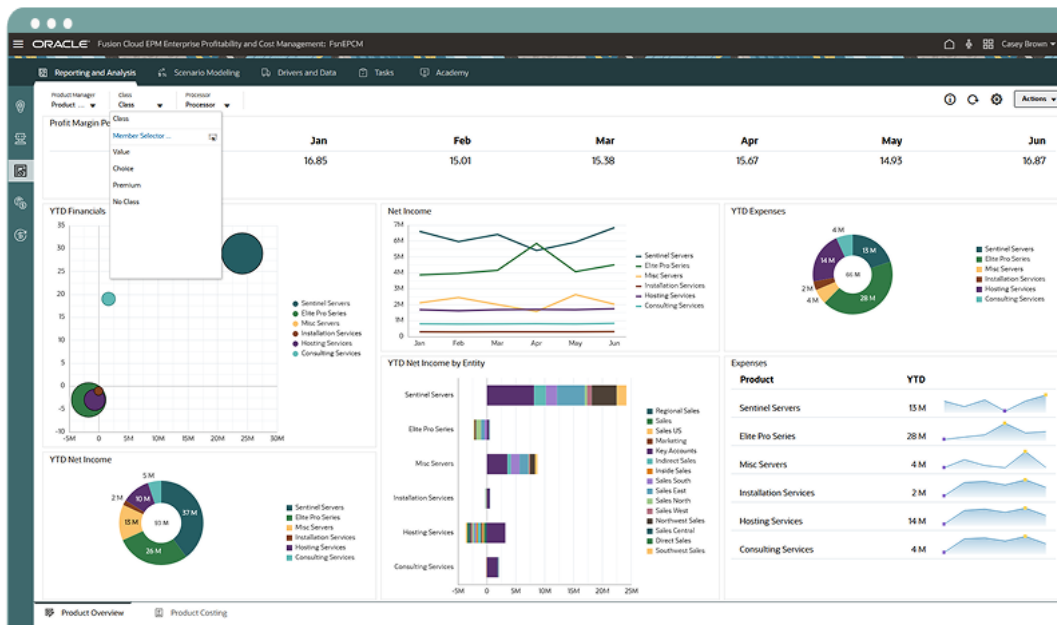 ORACLE Fusion Cloud EPM Enterprise Profitability and Cost Management: FsnEPCM Casey Brown
Reporting and Analysis Scenario Modeling Drivers and Data Tasks Academy
Product Manager Class Processor
Product ... Class Processor Actions
Class
Member Selector ...
Value
Choice
Premium
No Class
Profit Margin Pe
Jan Feb Mar Apr May Jun
16.85 15.01 15.38 15.67 14.93 16.87
YTD Financials
35
30
25
20
15
10
5
0
-5
-10
-5M 0 5M 10M 15M 20M 25M 30M
Sentinel Servers
Elite Pro Series
Misc Servers
Installation Services
Hosting Services
Consulting Services
Net Income
7M
6M
5M
4M
3M
2M
1M
0
Jan Feb Mar Apr May Jun
Sentinel Servers
Elite Pro Series
Misc Servers
Installation Services
Hosting Services
Consulting Services
YTD Expenses
4 M
13 M
14 M
2 M
4 M
28 M
Sentinel Servers
Elite Pro Series
Misc Servers
Installation Services
Hosting Services
Consulting Services
YTD Net Income
5 M
2 M
10 M
37 M
13 M
93 M
26 M
Sentinel Servers
Elite Pro Series
Misc Servers
Installation Services
Hosting Services
Consulting Services
YTD Net Income by Entity
Sentinel Servers
Elite Pro Series
Misc Servers
Installation Services
Hosting Services
Consulting Services
-5M 0 5M 10M 15M 20M 25M
Regional Sales
Sales
Sales US
Marketing
Key Accounts
Indirect Sales
Inside Sales
Sales South
Sales East
Sales North
Sales West
Northwest Sales
Sales Central
Direct Sales
Southwest Sales
Expenses
Product YTD
Sentinel Servers 13 M
Elite Pro Series 28 M
Misc Servers 4 M
Installation Services 2 M
Hosting Services 14 M
Consulting Services 4 M
Product Overview Product Costing